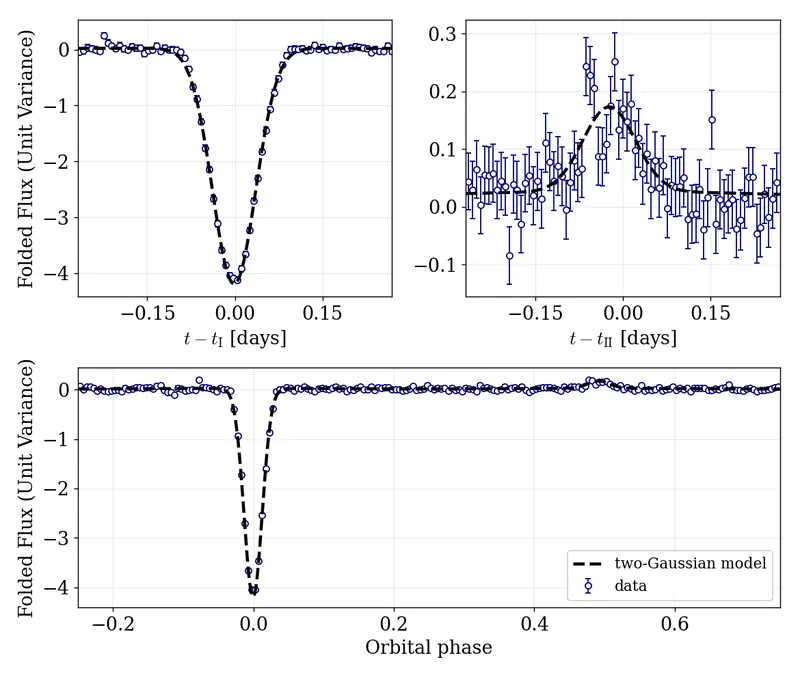 Folded Flux (Unit Variance)
0
−1
−2
−3
−4
−0.15 0.00 0.15
t − t_I [days]
0.3
0.2
0.1
0.0
−0.1
−0.15 0.00 0.15
t − t_II [days]
Folded Flux (Unit Variance)
0
−1
−2
−3
−4
−0.2 0.0 0.2 0.4 0.6
Orbital phase
two-Gaussian model
data